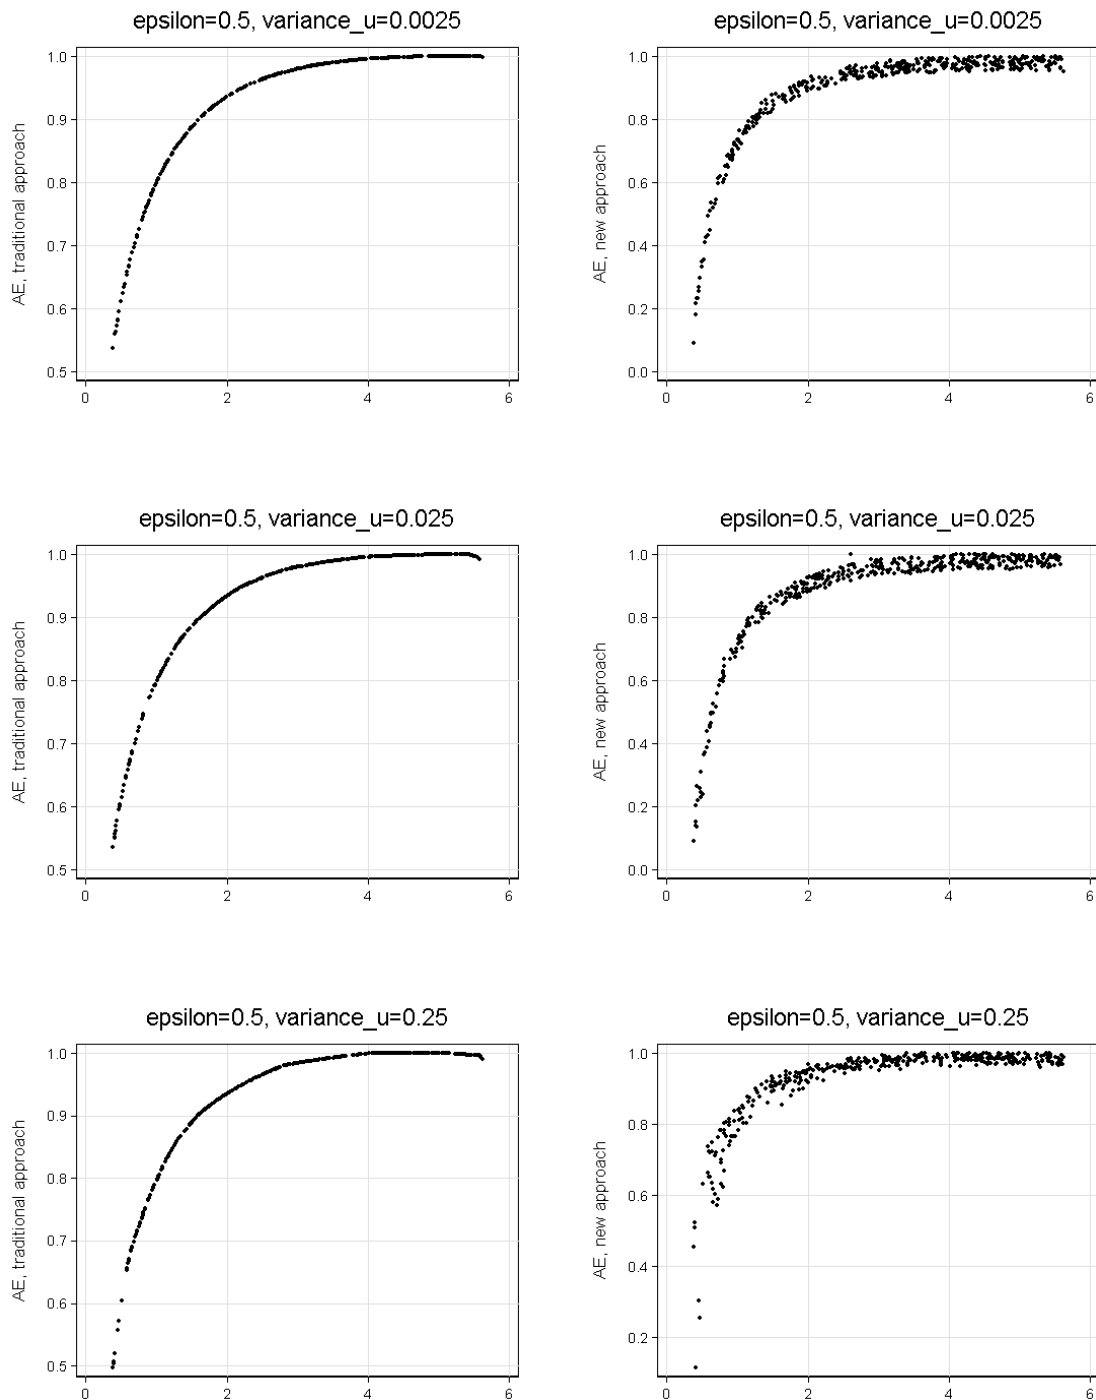 epsilon=0.5, variance_u=0.0025
AE, traditional approach
1.0
0.9
0.8
0.7
0.6
0.5
0 2 4 6
epsilon=0.5, variance_u=0.0025
AE, new approach
1.0
0.8
0.6
0.4
0.2
0.0
0 2 4 6
epsilon=0.5, variance_u=0.025
AE, traditional approach
1.0
0.9
0.8
0.7
0.6
0.5
0 2 4 6
epsilon=0.5, variance_u=0.025
AE, new approach
1.0
0.8
0.6
0.4
0.2
0.0
0 2 4 6
epsilon=0.5, variance_u=0.25
AE, traditional approach
1.0
0.9
0.8
0.7
0.6
0.5
0 2 4 6
epsilon=0.5, variance_u=0.25
AE, new approach
1.0
0.8
0.6
0.4
0.2
0 2 4 6